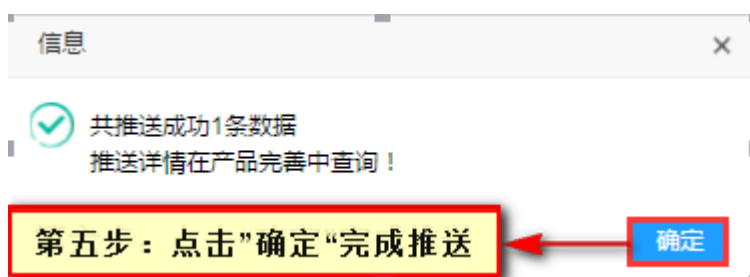 信息
共推送成功1条数据
推送详情在产品完善中查询！
第五步：点击”确定“完成推送
确定